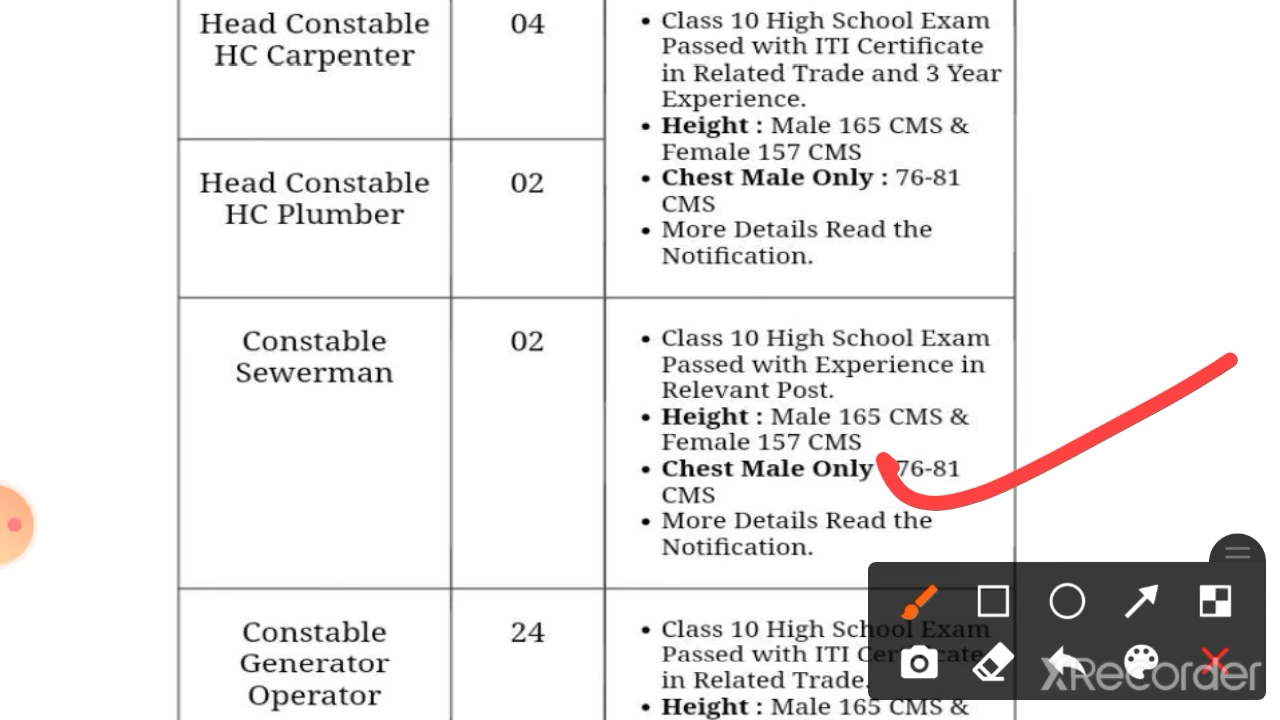 Head Constable
HC Carpenter
04
• Class 10 High School Exam
Passed with ITI Certificate
in Related Trade and 3 Year
Experience.
• Height : Male 165 CMS &
Female 157 CMS
• Chest Male Only : 76-81
CMS
• More Details Read the
Notification.
Head Constable
HC Plumber
02
Constable
Sewerman
02
• Class 10 High School Exam
Passed with Experience in
Relevant Post.
• Height : Male 165 CMS &
Female 157 CMS
• Chest Male Only 76-81
CMS
• More Details Read the
Notification.
Constable
Generator
Operator
24
• Class 10 High School Exam
Passed with ITI Certificate
in Related Trade.
• Height : Male 165 CMS &
XRecorder